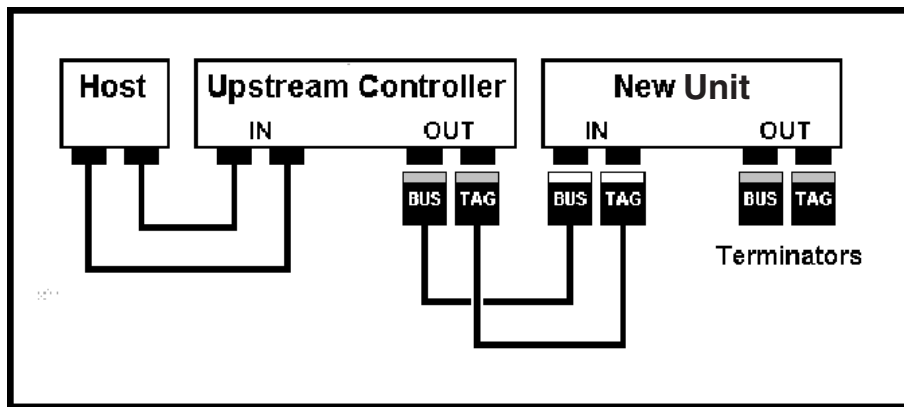 Host Upstream Controller New Unit
IN OUT IN OUT
BUS TAG BUS TAG BUS TAG
Terminators